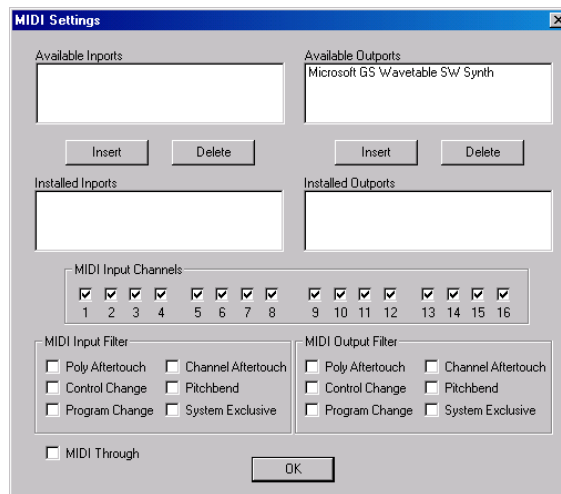 MIDI Settings
Available Inports
Available Outports
Microsoft GS Wavetable SW Synth
Insert
Delete
Insert
Delete
Installed Inports
Installed Outports
MIDI Input Channels
1 2 3 4 5 6 7 8 9 10 11 12 13 14 15 16
MIDI Input Filter
Poly Aftertouch
Channel Aftertouch
Control Change
Pitchbend
Program Change
System Exclusive
MIDI Output Filter
Poly Aftertouch
Channel Aftertouch
Control Change
Pitchbend
Program Change
System Exclusive
MIDI Through
OK